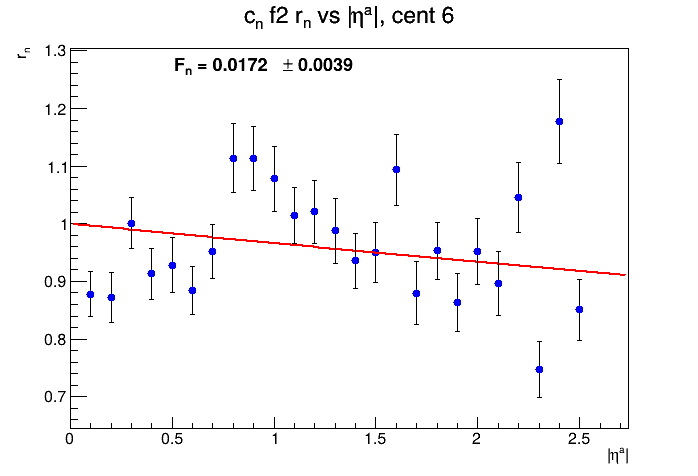 cₙ f2 rₙ vs |ηᵃ|, cent 6
rₙ
Fₙ = 0.0172 ± 0.0039
1.3
1.2
1.1
1
0.9
0.8
0.7
0 0.5 1 1.5 2 2.5
|ηᵃ|